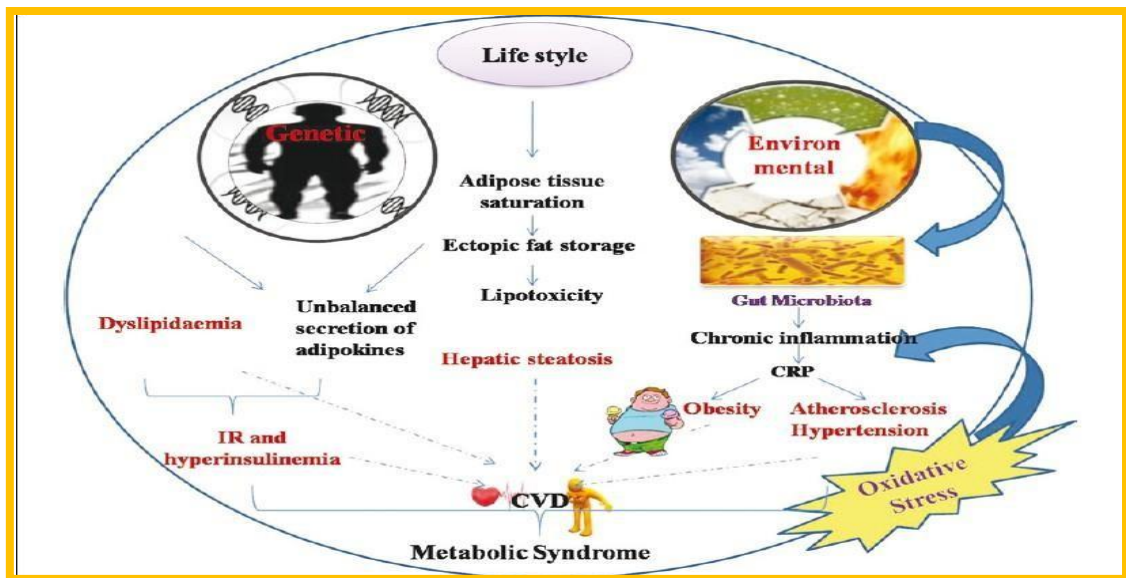 Life style
Genetic
Environ
mental
Adipose tissue
saturation
Ectopic fat storage
Lipotoxicity
Gut Microbiota
Unbalanced
secretion of
adipokines
Dyslipidaemia
Chronic inflammation
Hepatic steatosis
CRP
Obesity
Atherosclerosis
Hypertension
IR and
hyperinsulinemia
Oxidative
Stress
CVD
Metabolic Syndrome